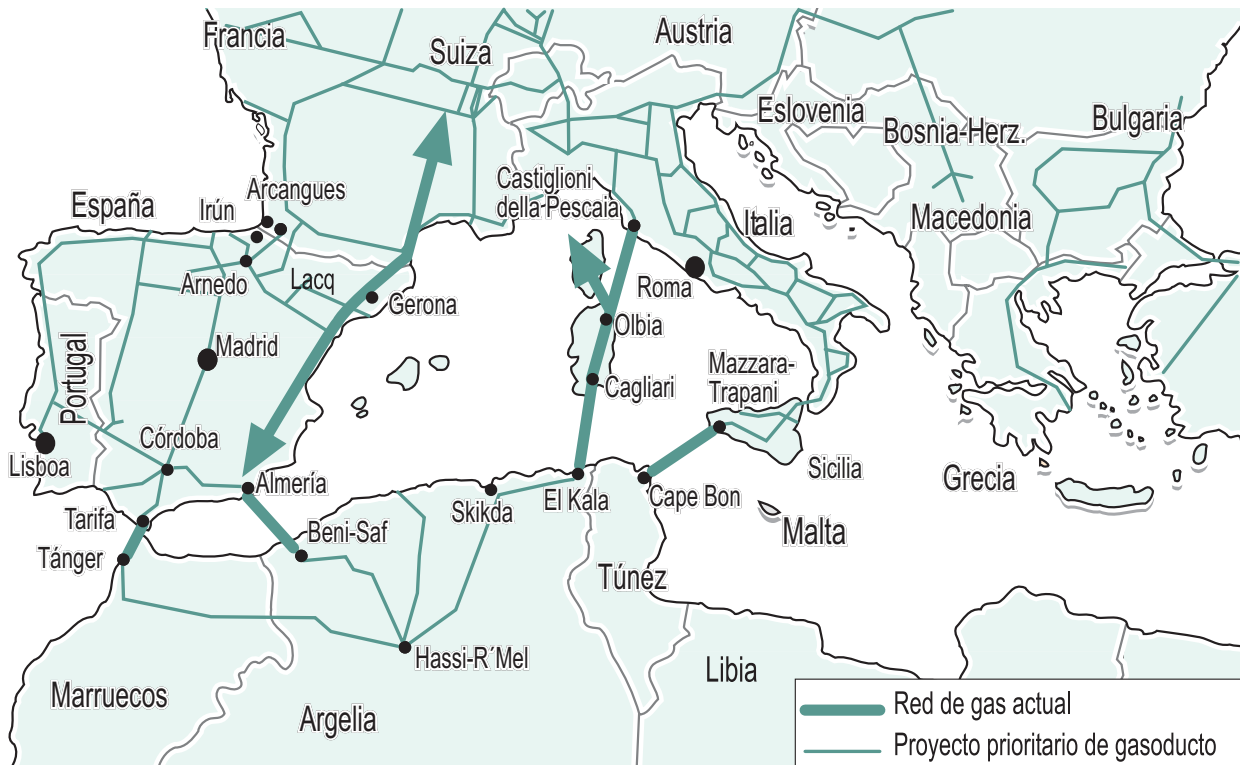 Francia
Suiza
Austria
Eslovenia
Bosnia-Herz.
Bulgaria
Castiglioni
della Pescaia
Arcangues
Irún
España
Italia
Macedonia
Arnedo
Lacq
Gerona
Roma
Olbia
Madrid
Portugal
Cagliari
Mazzara-
Trapani
Córdoba
Lisboa
Sicilia
Grecia
Almería
Skikda
El Kala
Cape Bon
Tarifa
Beni-Saf
Malta
Tánger
Túnez
Hassi-R´Mel
Libia
Marruecos
Argelia
Red de gas actual
Proyecto prioritario de gasoducto